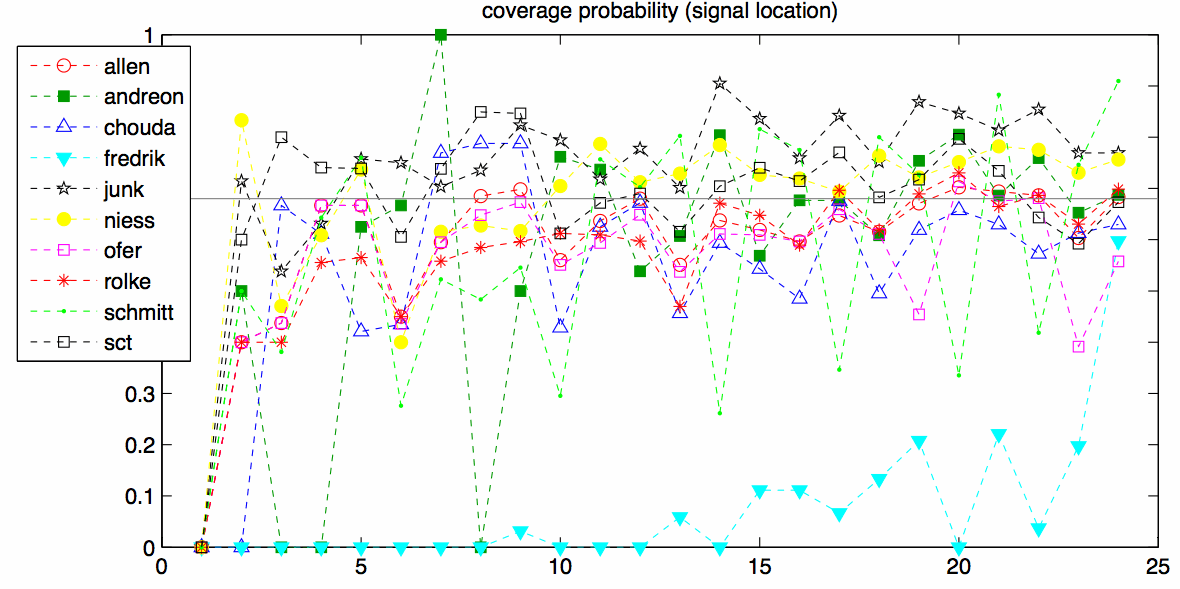 coverage probability (signal location)
1
allen
andreon
chouda
fredrik
junk
niess
ofer
rolke
schmitt
sct
0.3
0.2
0.1
0
0 5 10 15 20 25